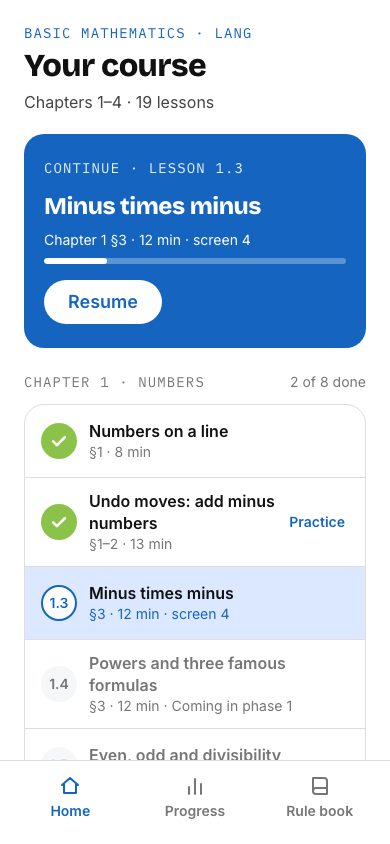 BASIC MATHEMATICS · LANG
Your course
Chapters 1–4 · 19 lessons
CONTINUE · LESSON 1.3
Minus times minus
Chapter 1 §3 · 12 min · screen 4
Resume
CHAPTER 1 · NUMBERS 2 of 8 done
Numbers on a line
§1 · 8 min
Undo moves: add minus
numbers
Practice
§1–2 · 13 min
1.3
Minus times minus
§3 · 12 min · screen 4
1.4
Powers and three famous
formulas
§3 · 12 min · Coming in phase 1
Even, odd and divisibility
Home Progress Rule book